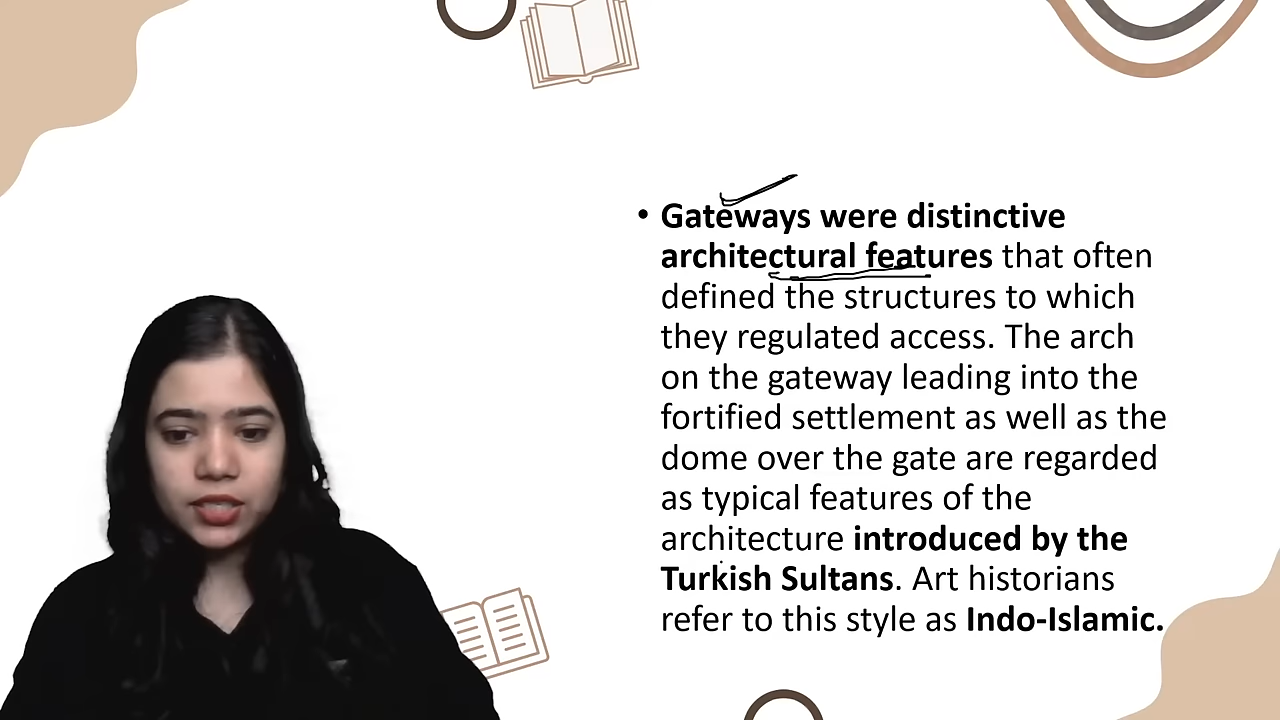 • Gateways were distinctive
architectural features that often
defined the structures to which
they regulated access. The arch
on the gateway leading into the
fortified settlement as well as the
dome over the gate are regarded
as typical features of the
architecture introduced by the
Turkish Sultans. Art historians
refer to this style as Indo-Islamic.